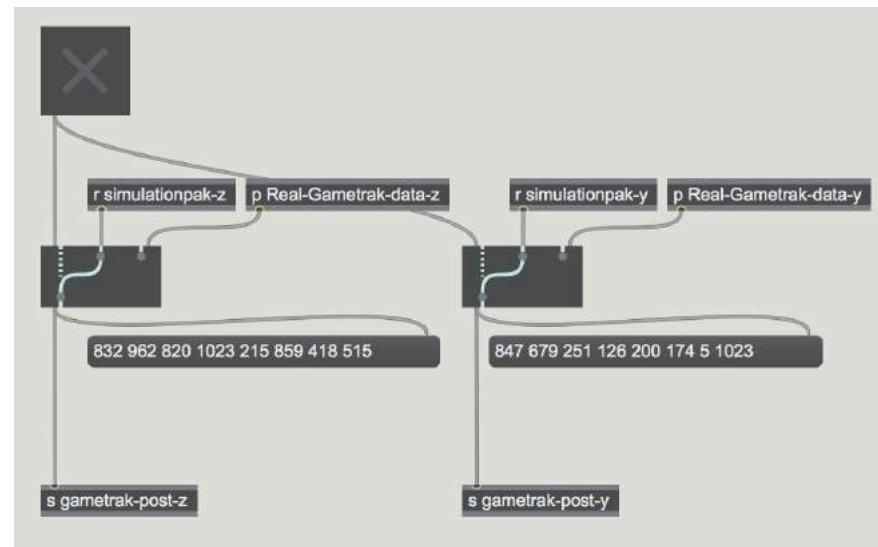 r simulationpak-z
p Real-Gametrak-data-z
r simulationpak-y
p Real-Gametrak-data-y
832 962 820 1023 215 859 418 515
847 679 251 126 200 174 5 1023
s gametrak-post-z
s gametrak-post-y